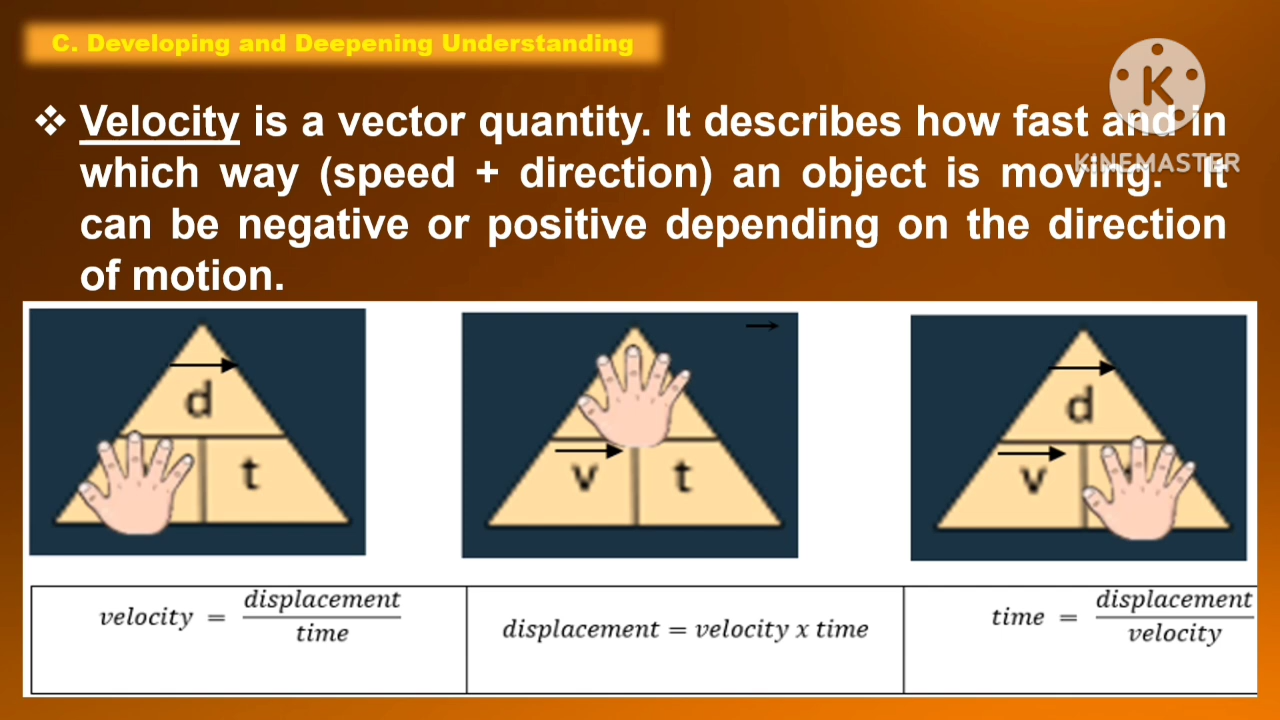 C. Developing and Deepening Understanding
❖ Velocity is a vector quantity. It describes how fast and in
which way (speed + direction) an object is moving. It
can be negative or positive depending on the direction
of motion.
K
KINEMASTER
d
t
v t
d
v
velocity = displacement / time
displacement = velocity x time
time = displacement / velocity